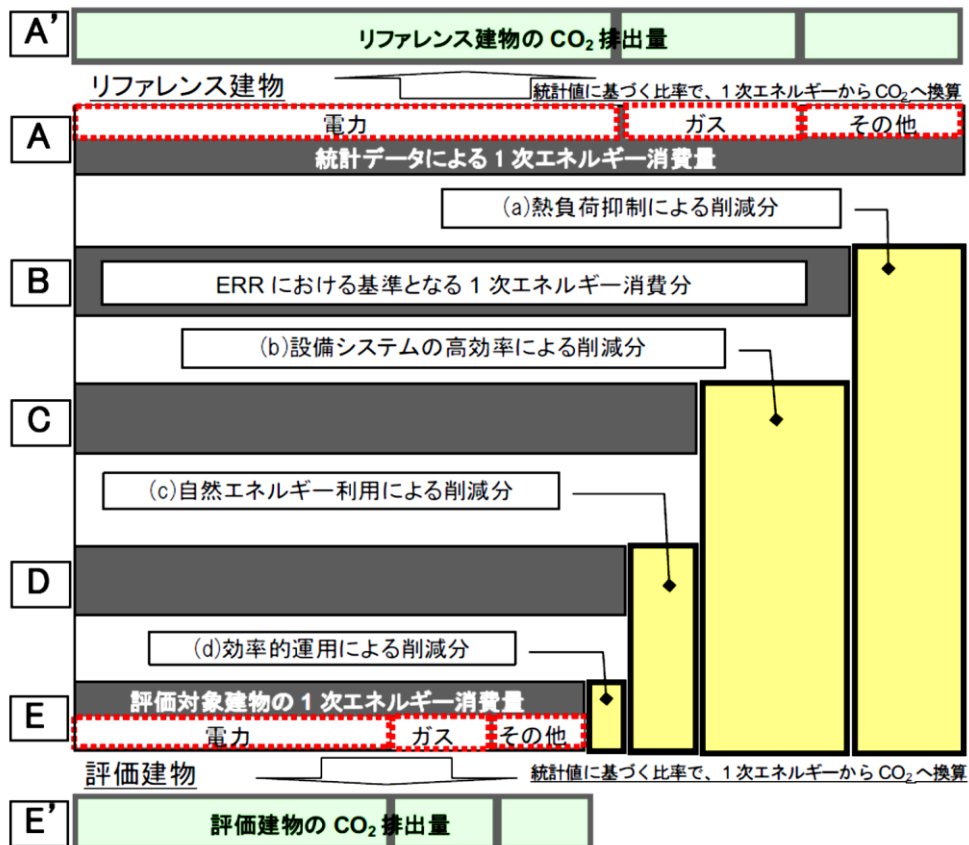 A’
リファレンス建物の CO₂ 排出量
リファレンス建物
統計値に基づく比率で、1 次エネルギーから CO₂ へ換算
A
電力
ガス
その他
統計データによる 1 次エネルギー消費量
(a)熱負荷抑制による削減分
B
ERR における基準となる 1 次エネルギー消費分
(b)設備システムの高効率による削減分
C
(c)自然エネルギー利用による削減分
D
(d)効率的運用による削減分
E
評価対象建物の 1 次エネルギー消費量
電力
ガス
その他
評価建物
統計値に基づく比率で、1 次エネルギーから CO₂ へ換算
E’
評価建物の CO₂ 排出量